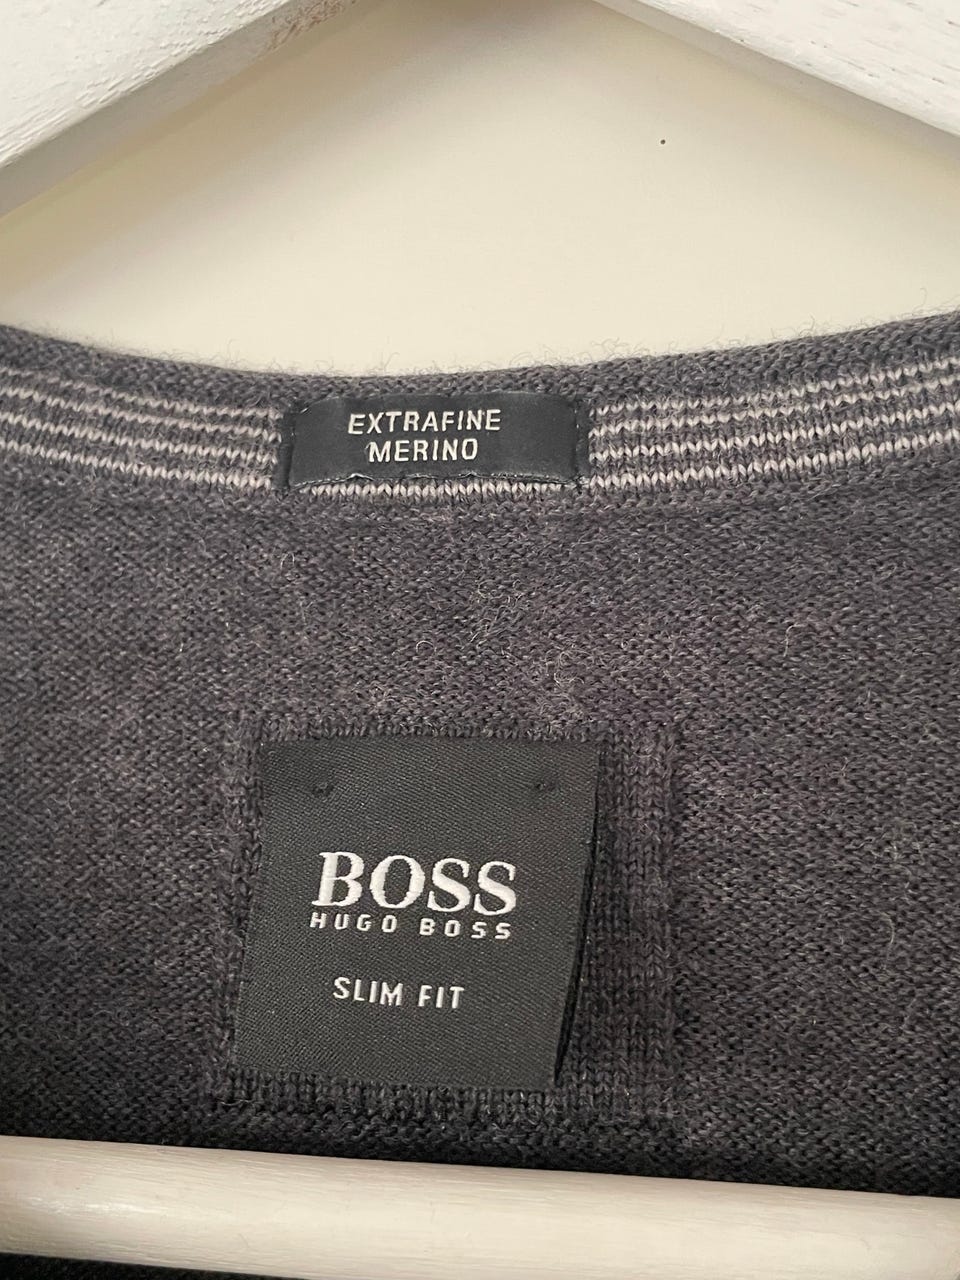 EXTRAFINE
MERINO
BOSS
HUGO BOSS
SLIM FIT